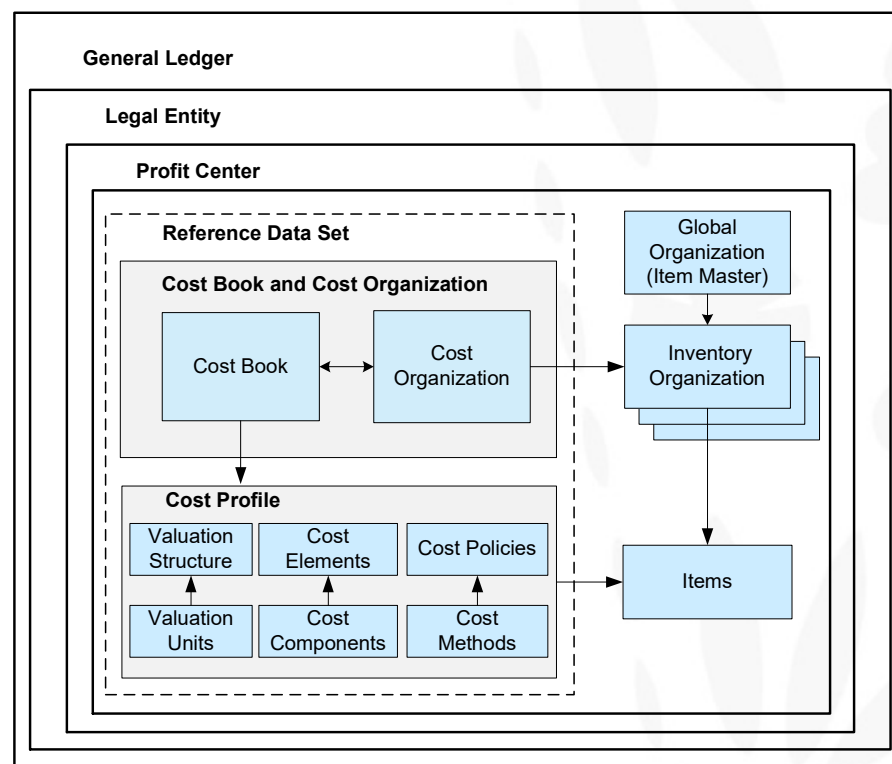 General Ledger
Legal Entity
Profit Center
Reference Data Set
Cost Book and Cost Organization
Cost Book
Cost
Organization
Global
Organization
(Item Master)
Inventory
Organization
Cost Profile
Valuation
Structure
Cost
Elements
Cost Policies
Valuation
Units
Cost
Components
Cost
Methods
Items